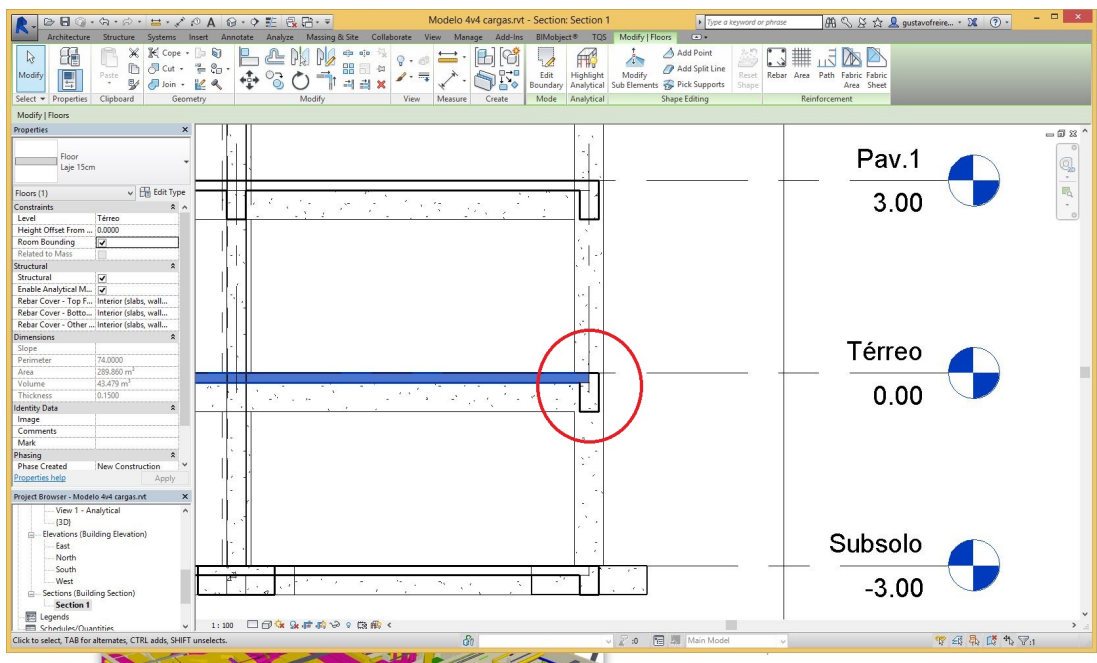 Modelo 4v4 cargas.rvt - Section: Section 1
Type a keyword or phrase
gustavofreire...
Architecture Structure Systems Insert Annotate Analyze Massing & Site Collaborate View Manage Add-Ins BIMobject® TQS Modify | Floors
Modify
Paste
Cope
Cut
Join
Edit Boundary
Highlight Analytical
Modify Sub Elements
Add Point
Add Split Line
Pick Supports
Reset Shape
Rebar
Area
Path
Fabric Area
Fabric Sheet
Select Properties Clipboard Geometry Modify View Measure Create Mode Analytical Shape Editing Reinforcement
Modify | Floors
Properties
Floor
Laje 15cm
Floors (1) Edit Type
Constraints
Level Térreo
Height Offset From ... 0.0000
Room Bounding
Related to Mass
Structural
Structural
Enable Analytical M...
Rebar Cover - Top F... Interior (slabs, wall...
Rebar Cover - Botto... Interior (slabs, wall...
Rebar Cover - Other ... Interior (slabs, wall...
Dimensions
Slope
Perimeter 74.0000
Area 289.860 m²
Volume 43.479 m³
Thickness 0.1500
Identity Data
Image
Comments
Mark
Phasing
Phase Created New Construction
Properties help Apply
Project Browser - Modelo 4v4 cargas.rvt
View 1 - Analytical
{3D}
Elevations (Building Elevation)
East
North
South
West
Sections (Building Section)
Section 1
Legends
Schedules/Quantities
Pav.1
3.00
Térreo
0.00
Subsolo
-3.00
1 : 100
Click to select, TAB for alternates, CTRL adds, SHIFT unselects.
:0
Main Model
:1